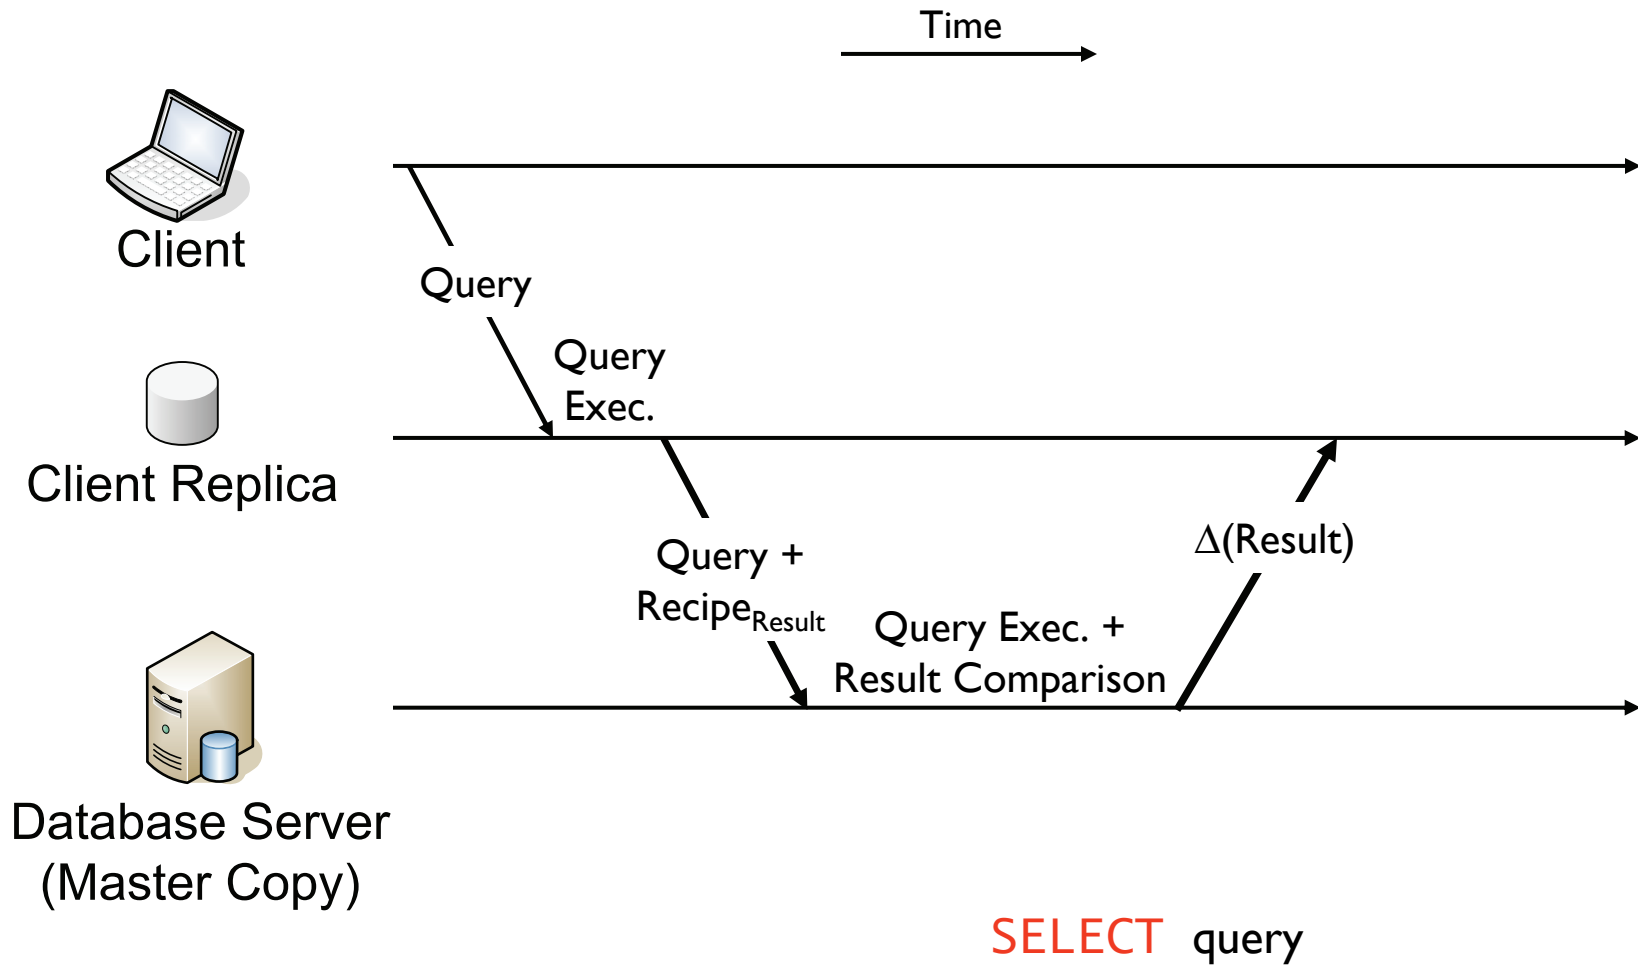 Time
Client
Query
Query
Exec.
Client Replica
Query +
Recipe_Result
Δ(Result)
Query Exec. +
Result Comparison
Database Server
(Master Copy)
SELECT query